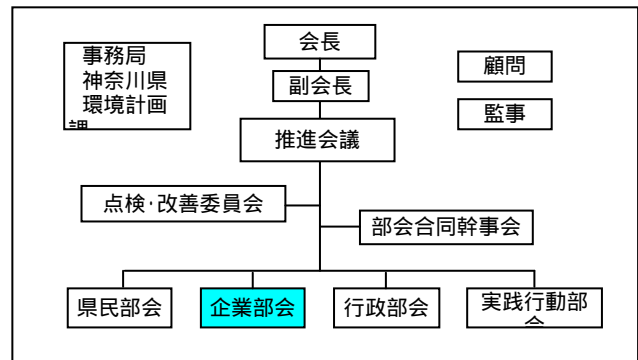 会長
事務局
神奈川県
環境計画
課
顧問
副会長
監事
推進会議
点検・改善委員会
部会合同幹事会
県民部会
企業部会
行政部会
実践行動部
会